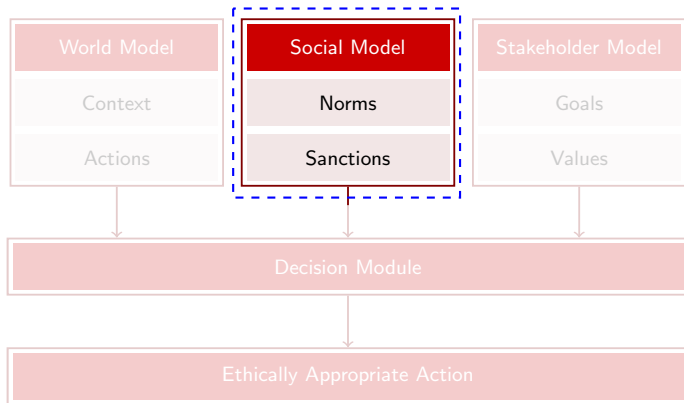 World Model
Social Model
Stakeholder Model
Context
Norms
Goals
Actions
Sanctions
Values
Decision Module
Ethically Appropriate Action